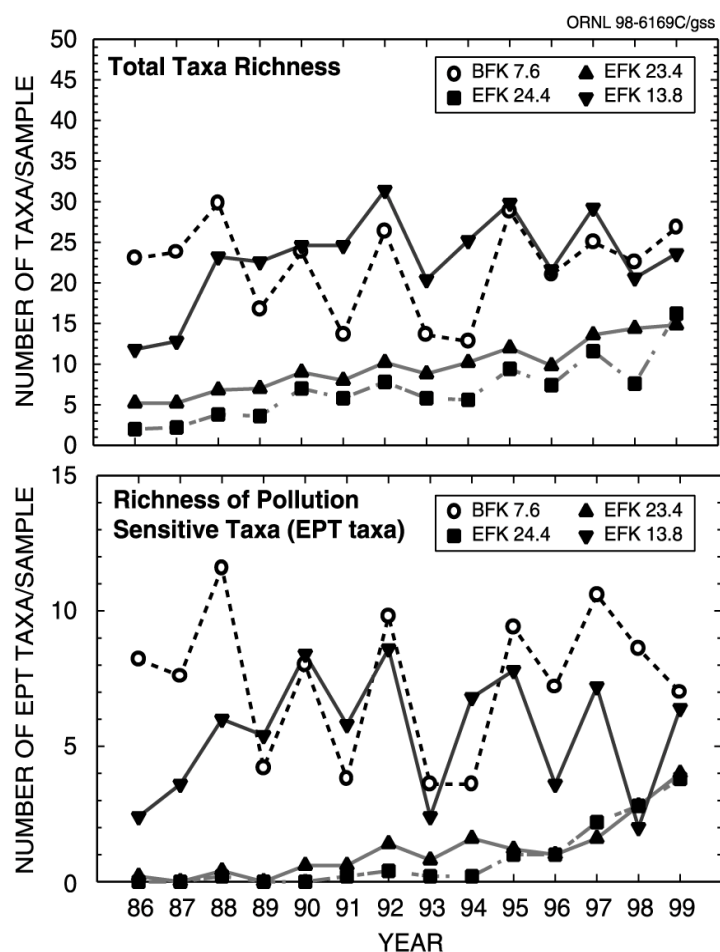 ORNL 98-6169C/gss
50
45
40
35
30
25
20
15
10
5
0
NUMBER OF TAXA/SAMPLE
Total Taxa Richness
BFK 7.6 EFK 23.4
EFK 24.4 EFK 13.8
15
10
5
0
NUMBER OF EPT TAXA/SAMPLE
Richness of Pollution
Sensitive Taxa (EPT taxa)
BFK 7.6 EFK 23.4
EFK 24.4 EFK 13.8
86 87 88 89 90 91 92 93 94 95 96 97 98 99
YEAR